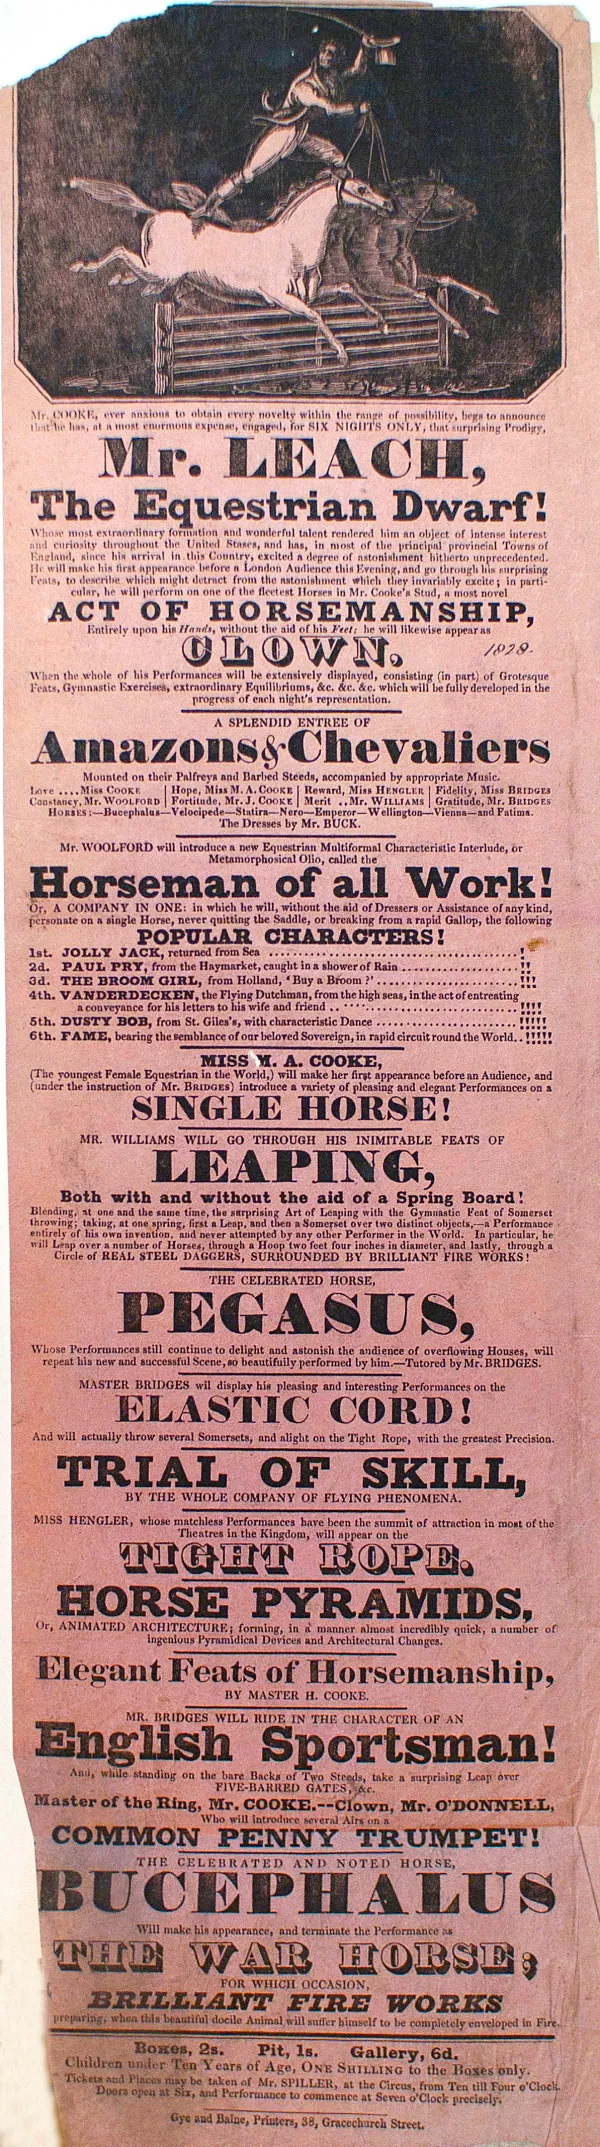 Mr. COOKE, ever anxious to obtain every novelty within the range of possibility, begs to announce
that he has, at a most enormous expense, engaged, for SIX NIGHTS ONLY, that surprising Prodigy,
Mr. LEACH,
The Equestrian Dwarf!
Whose most extraordinary formation and wonderful talent rendered him an object of intense interest
and curiosity throughout the United States, and has, in most of the principal provincial Towns of
England, since his arrival in this Country, excited a degree of astonishment hitherto unprecedented.
He will make his first appearance before a London Audience this Evening, and go through his surprising
Feats, to describe which might detract from the astonishment which they invariably excite; in parti-
cular, he will perform on one of the fleetest Horses in Mr. Cooke's Stud, a most novel
ACT OF HORSEMANSHIP,
Entirely upon his Hands, without the aid of his Feet; he will likewise appear as
CLOWN. 1828.
When the whole of his Performances will be extensively displayed, consisting (in part) of Grotesque
Feats, Gymnastic Exercises, extraordinary Equilibriums, &c. &c. &c. which will be fully developed in the
progress of each night's representation.
A SPLENDID ENTREE OF
Amazons & Chevaliers
Mounted on their Palfreys and Barbed Steeds, accompanied by appropriate Music.
Love ....Miss COOKE | Hope, Miss M. A. COOKE | Reward, Miss HENGLER | Fidelity, Miss BRIDGES
Constancy, Mr. WOOLFORD | Fortitude, Mr. J. COOKE | Merit ..Mr. WILLIAMS | Gratitude, Mr. BRIDGES
HORSES:—Bucephalus—Velocipede—Statira—Nero—Emperor—Wellington—Vienna—and Fatima.
The Dresses by Mr. BUCK.
Mr. WOOLFORD will introduce a new Equestrian Multiformal Characteristic Interlude, or
Metamorphosical Olio, called the
Horseman of all Work!
Or, A COMPANY IN ONE: in which he will, without the aid of Dressers or Assistance of any kind,
personate on a single Horse, never quitting the Saddle, or breaking from a rapid Gallop, the following
POPULAR CHARACTERS!
1st. JOLLY JACK, returned from Sea ........................................!
2d. PAUL PRY, from the Haymarket, caught in a shower of Rain ....................!!
3d. THE BROOM GIRL, from Holland, 'Buy a Broom?' .......................!!!
4th. VANDERDECKEN, the Flying Dutchman, from the high seas, in the act of entreating
a conveyance for his letters to his wife and friend ..............................!!!!
5th. DUSTY BOB, from St. Giles's, with characteristic Dance .......................!!!!!
6th. FAME, bearing the semblance of our beloved Sovereign, in rapid circuit round the World..!!!!!!
MISS M. A. COOKE,
(The youngest Female Equestrian in the World,) will make her first appearance before an Audience, and
(under the instruction of Mr. BRIDGES) introduce a variety of pleasing and elegant Performances on a
SINGLE HORSE!
MR. WILLIAMS WILL GO THROUGH HIS INIMITABLE FEATS OF
LEAPING,
Both with and without the aid of a Spring Board!
Blending, at one and the same time, the surprising Art of Leaping with the Gymnastic Feat of Somerset
throwing; taking, at one spring, first a Leap, and then a Somerset over two distinct objects,—a Performance
entirely of his own invention, and never attempted by any other Performer in the World. In particular, he
will Leap over a number of Horses, through a Hoop two feet four inches in diameter, and lastly, through a
Circle of REAL STEEL DAGGERS, SURROUNDED BY BRILLIANT FIRE WORKS!
THE CELEBRATED HORSE,
PEGASUS,
Whose Performances still continue to delight and astonish the audience of overflowing Houses, will
repeat his new and successful Scene, so beautifully performed by him.—Tutored by Mr. BRIDGES.
MASTER BRIDGES wil display his pleasing and interesting Performances on the
ELASTIC CORD!
And will actually throw several Somersets, and alight on the Tight Rope, with the greatest Precision.
TRIAL OF SKILL,
BY THE WHOLE COMPANY OF FLYING PHENOMENA.
MISS HENGLER, whose matchless Performances have been the summit of attraction in most of the
Theatres in the Kingdom, will appear on the
TIGHT ROPE.
HORSE PYRAMIDS,
Or, ANIMATED ARCHITECTURE; forming, in a manner almost incredibly quick, a number of
ingenious Pyramidical Devices and Architectural Changes.
Elegant Feats of Horsemanship,
BY MASTER H. COOKE.
MR. BRIDGES WILL RIDE IN THE CHARACTER OF AN
English Sportsman!
And, while standing on the bare Backs of Two Steeds, take a surprising Leap over
FIVE-BARRED GATES, &c.
Master of the Ring, Mr. COOKE.--Clown, Mr. O'DONNELL,
Who will introduce several Airs on a
COMMON PENNY TRUMPET!
THE CELEBRATED AND NOTED HORSE,
BUCEPHALUS
Will make his appearance, and terminate the Performance as
THE WAR HORSE;
FOR WHICH OCCASION,
BRILLIANT FIRE WORKS
preparing, when this beautiful docile Animal will suffer himself to be completely enveloped in Fire.
Boxes, 2s. Pit, 1s. Gallery, 6d.
Children under Ten Years of Age, ONE SHILLING to the Boxes only.
Tickets and Places may be taken of Mr. SPILLER, at the Circus, from Ten till Four o'Clock.
Doors open at Six, and Performance to commence at Seven o'Clock precisely.
Gye and Balne, Printers, 38, Gracechurch Street.